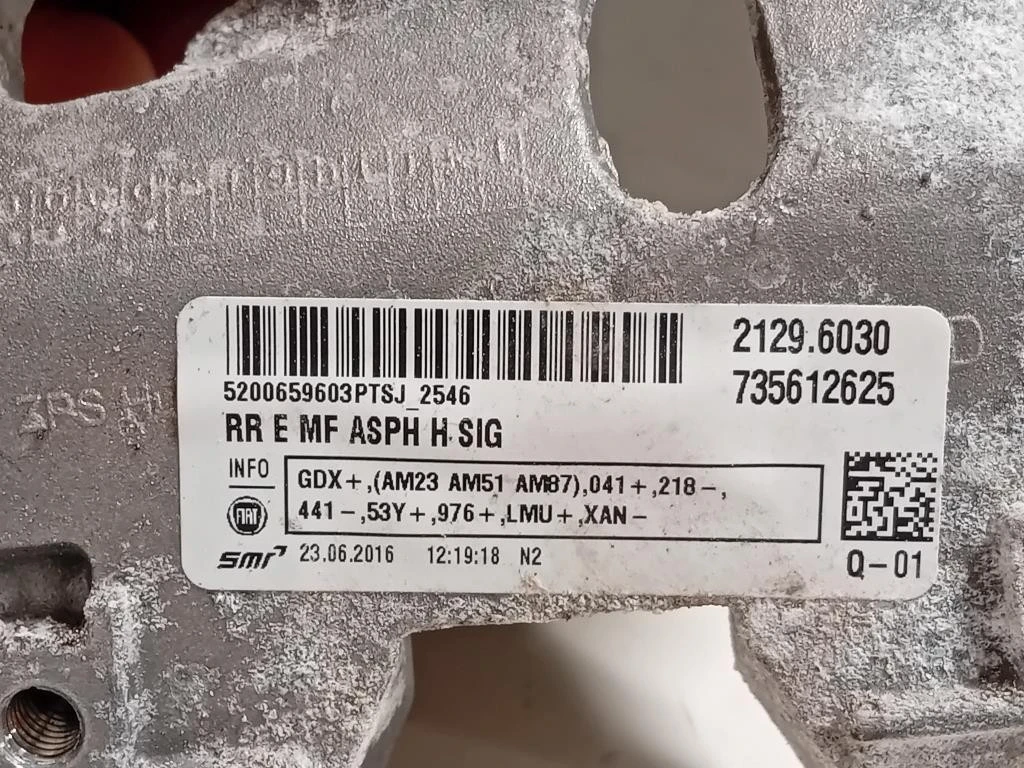 2129.6030
735612625
5200659603PTSJ_2546
RR E MF ASPH H SIG
INFO
GDX+,(AM23 AM51 AM87),041+,218-,
441-,53Y+,976+,LMU+,XAN-
FIAT
SMR 23.06.2016 12:19:18 N2
Q-01